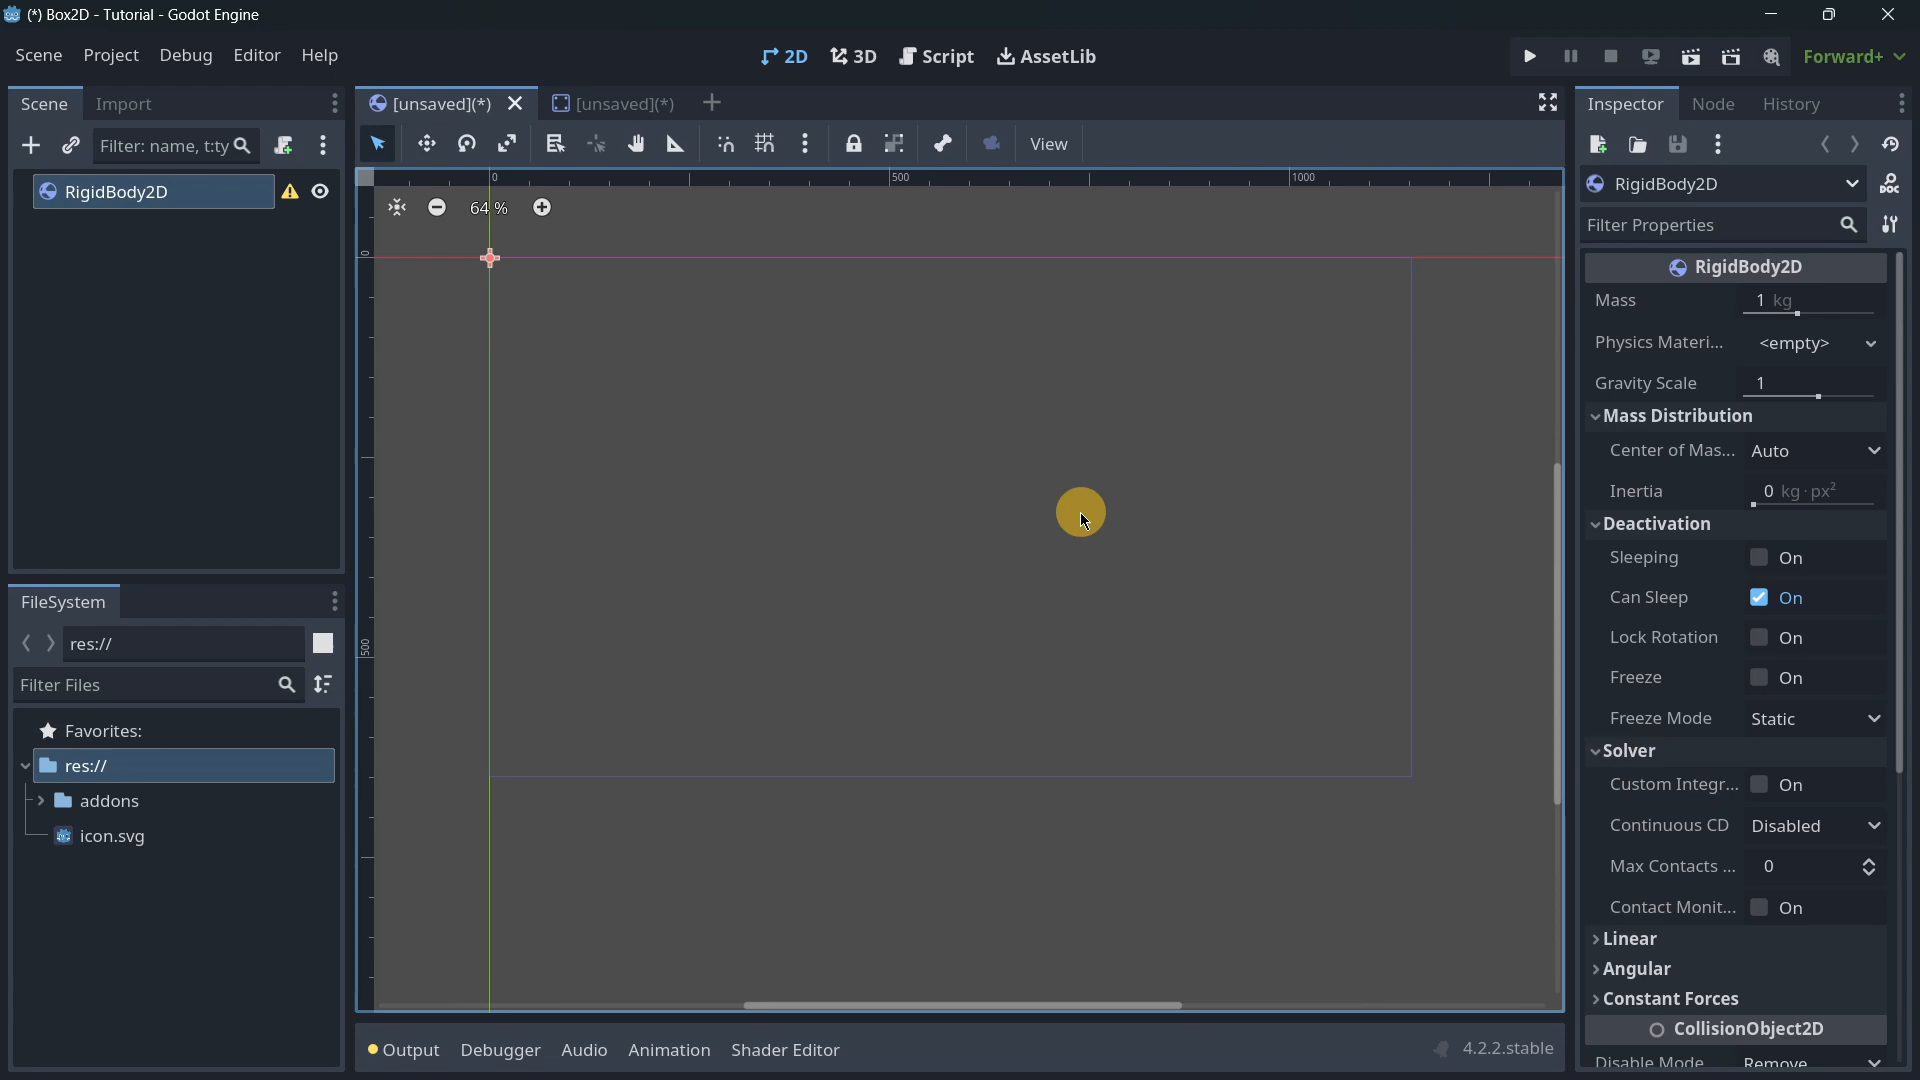 (*) Box2D - Tutorial - Godot Engine
Scene Project Debug Editor Help
2D 3D Script AssetLib
Forward+
Scene Import
Filter: name, t:ty
RigidBody2D
FileSystem
res://
Filter Files
Favorites:
res://
addons
icon.svg
[unsaved](*) [unsaved](*)
View
0 500 1000
64 %
0
500
Output Debugger Audio Animation Shader Editor
4.2.2.stable
Inspector Node History
RigidBody2D
Filter Properties
RigidBody2D
Mass 1 kg
Physics Materi... <empty>
Gravity Scale 1
Mass Distribution
Center of Mas... Auto
Inertia 0 kg·px²
Deactivation
Sleeping On
Can Sleep On
Lock Rotation On
Freeze On
Freeze Mode Static
Solver
Custom Integr... On
Continuous CD Disabled
Max Contacts ... 0
Contact Monit... On
Linear
Angular
Constant Forces
CollisionObject2D
Disable Mode Remove